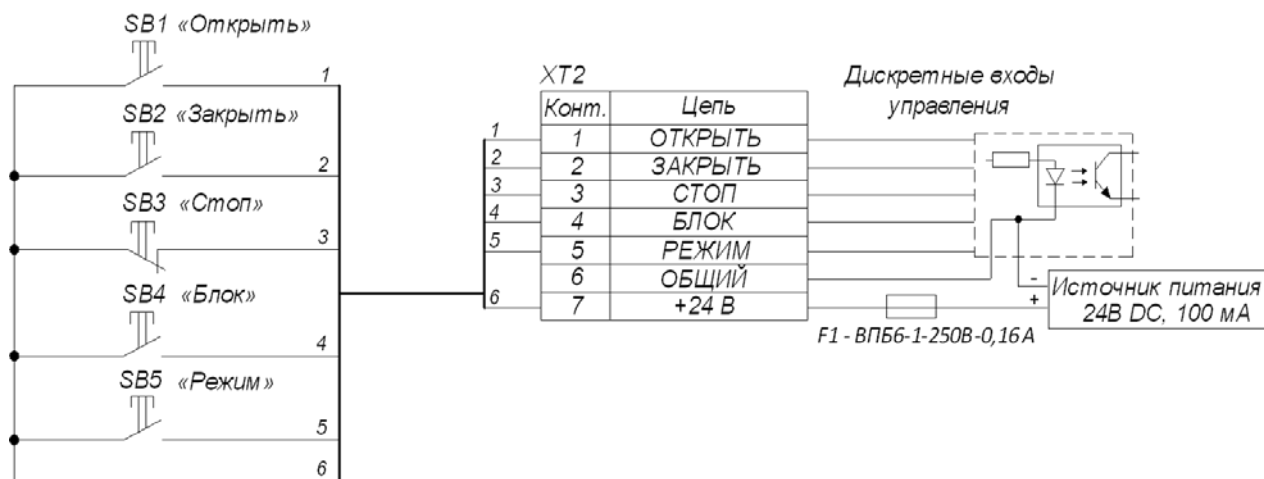 SB1 «Открыть»
1
SB2 «Закрыть»
2
SB3 «Стоп»
3
SB4 «Блок»
4
SB5 «Режим»
5
6
XT2
Конт. Цепь
1 1 ОТКРЫТЬ
2 2 ЗАКРЫТЬ
3 3 СТОП
4 4 БЛОК
5 5 РЕЖИМ
6 ОБЩИЙ
6 7 +24 В
Дискретные входы
управления
F1 - ВПБ6-1-250В-0,16А
-
+
Источник питания
24В DC, 100 мА